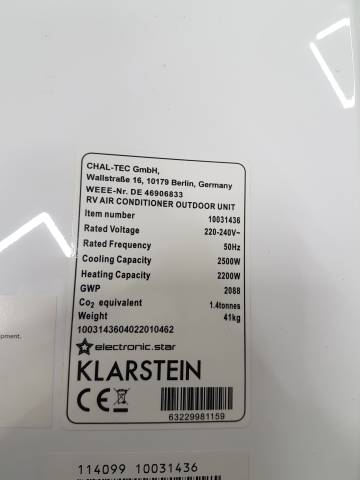 CHAL-TEC GmbH,
Wallstraße 16, 10179 Berlin, Germany
WEEE-Nr. DE 46906833
RV AIR CONDITIONER OUTDOOR UNIT
Item number 10031436
Rated Voltage 220-240V~
Rated Frequency 50Hz
Cooling Capacity 2500W
Heating Capacity 2200W
GWP 2088
Co2 equivalent 1.4tonnes
Weight 41kg
1003143604022010462
electronic.star
KLARSTEIN
CE
63229981159
114099 10031436